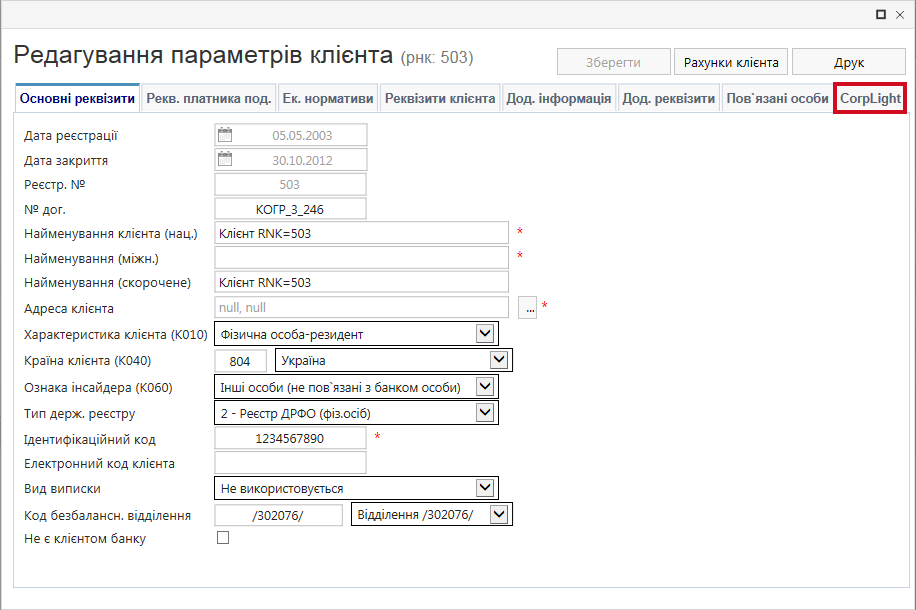 Редагування параметрів клієнта (рнк: 503)
Зберегти Рахунки клієнта Друк
Основні реквізити Рекв. платника под. Ек. нормативи Реквізити клієнта Дод. інформація Дод. реквізити Пов`язані особи CorpLight
Дата реєстрації 05.05.2003
Дата закриття 30.10.2012
Реєстр. № 503
№ дог. КОГР_3_246
Найменування клієнта (нац.) Клієнт RNK=503 *
Найменування (міжн.) *
Найменування (скорочене) Клієнт RNK=503
Адреса клієнта null, null ... *
Характеристика клієнта (К010) Фізична особа-резидент
Країна клієнта (К040) 804 Україна
Ознака інсайдера (К060) Інші особи (не пов`язані з банком особи)
Тип держ. реєстру 2 - Реєстр ДРФО (фіз.осіб)
Ідентифікаційний код 1234567890 *
Електронний код клієнта
Вид виписки Не використовується
Код безбалансн. відділення /302076/ Відділення /302076/
Не є клієнтом банку